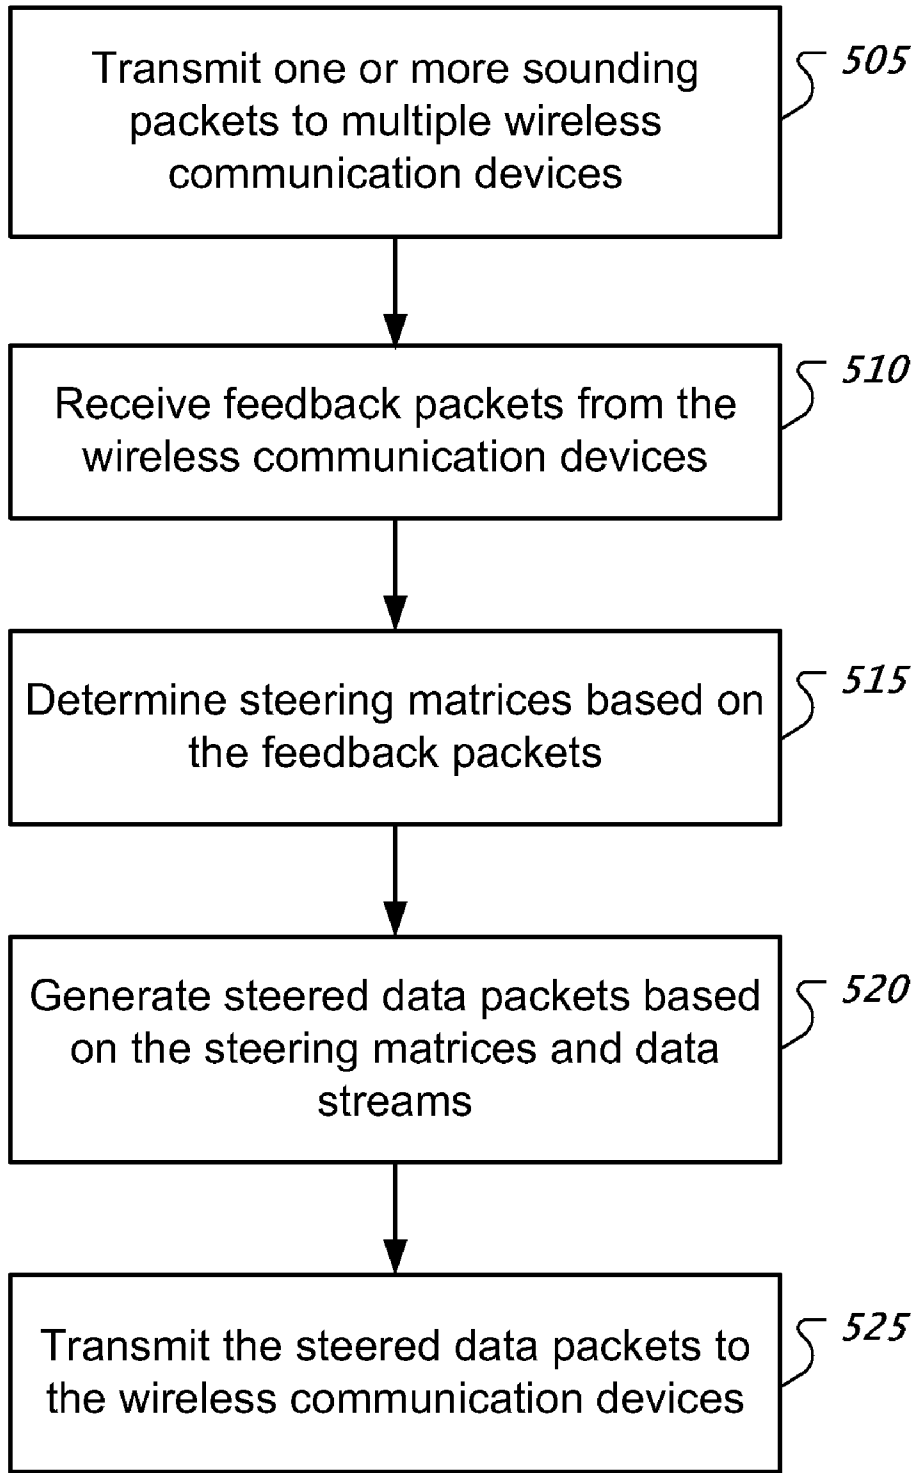 Transmit one or more sounding
packets to multiple wireless
communication devices
505
Receive feedback packets from the
wireless communication devices
510
Determine steering matrices based on
the feedback packets
515
Generate steered data packets based
on the steering matrices and data
streams
520
Transmit the steered data packets to
the wireless communication devices
525